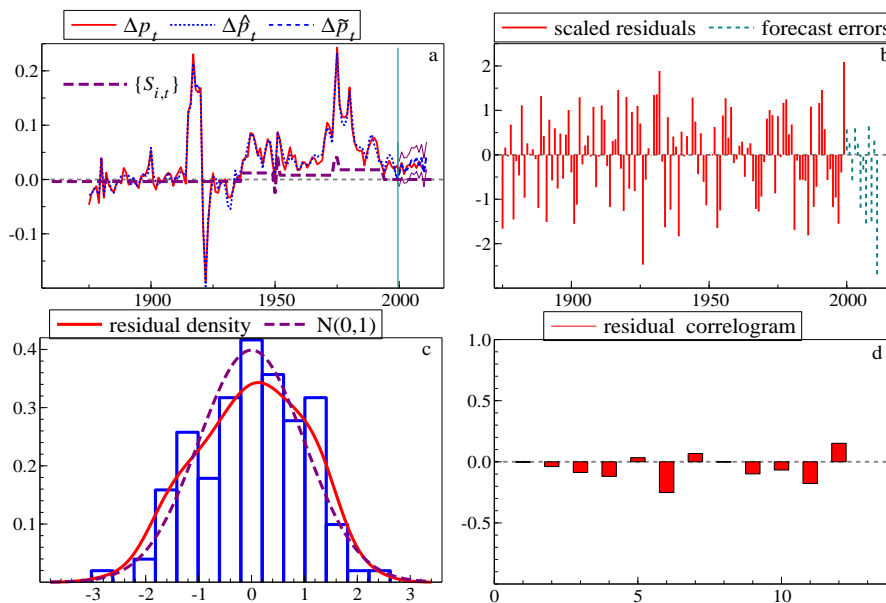 Δp_t Δp̂_t Δp̃_t
a
{S_{i,t}}
0.2
0.1
0.0
-0.1
1900 1950 2000
scaled residuals forecast errors
b
2
1
0
-1
-2
-3
1900 1950 2000
residual density N(0,1)
c
0.4
0.3
0.2
0.1
-3 -2 -1 0 1 2 3
residual correlogram
d
1.0
0.5
0.0
-0.5
0 5 10